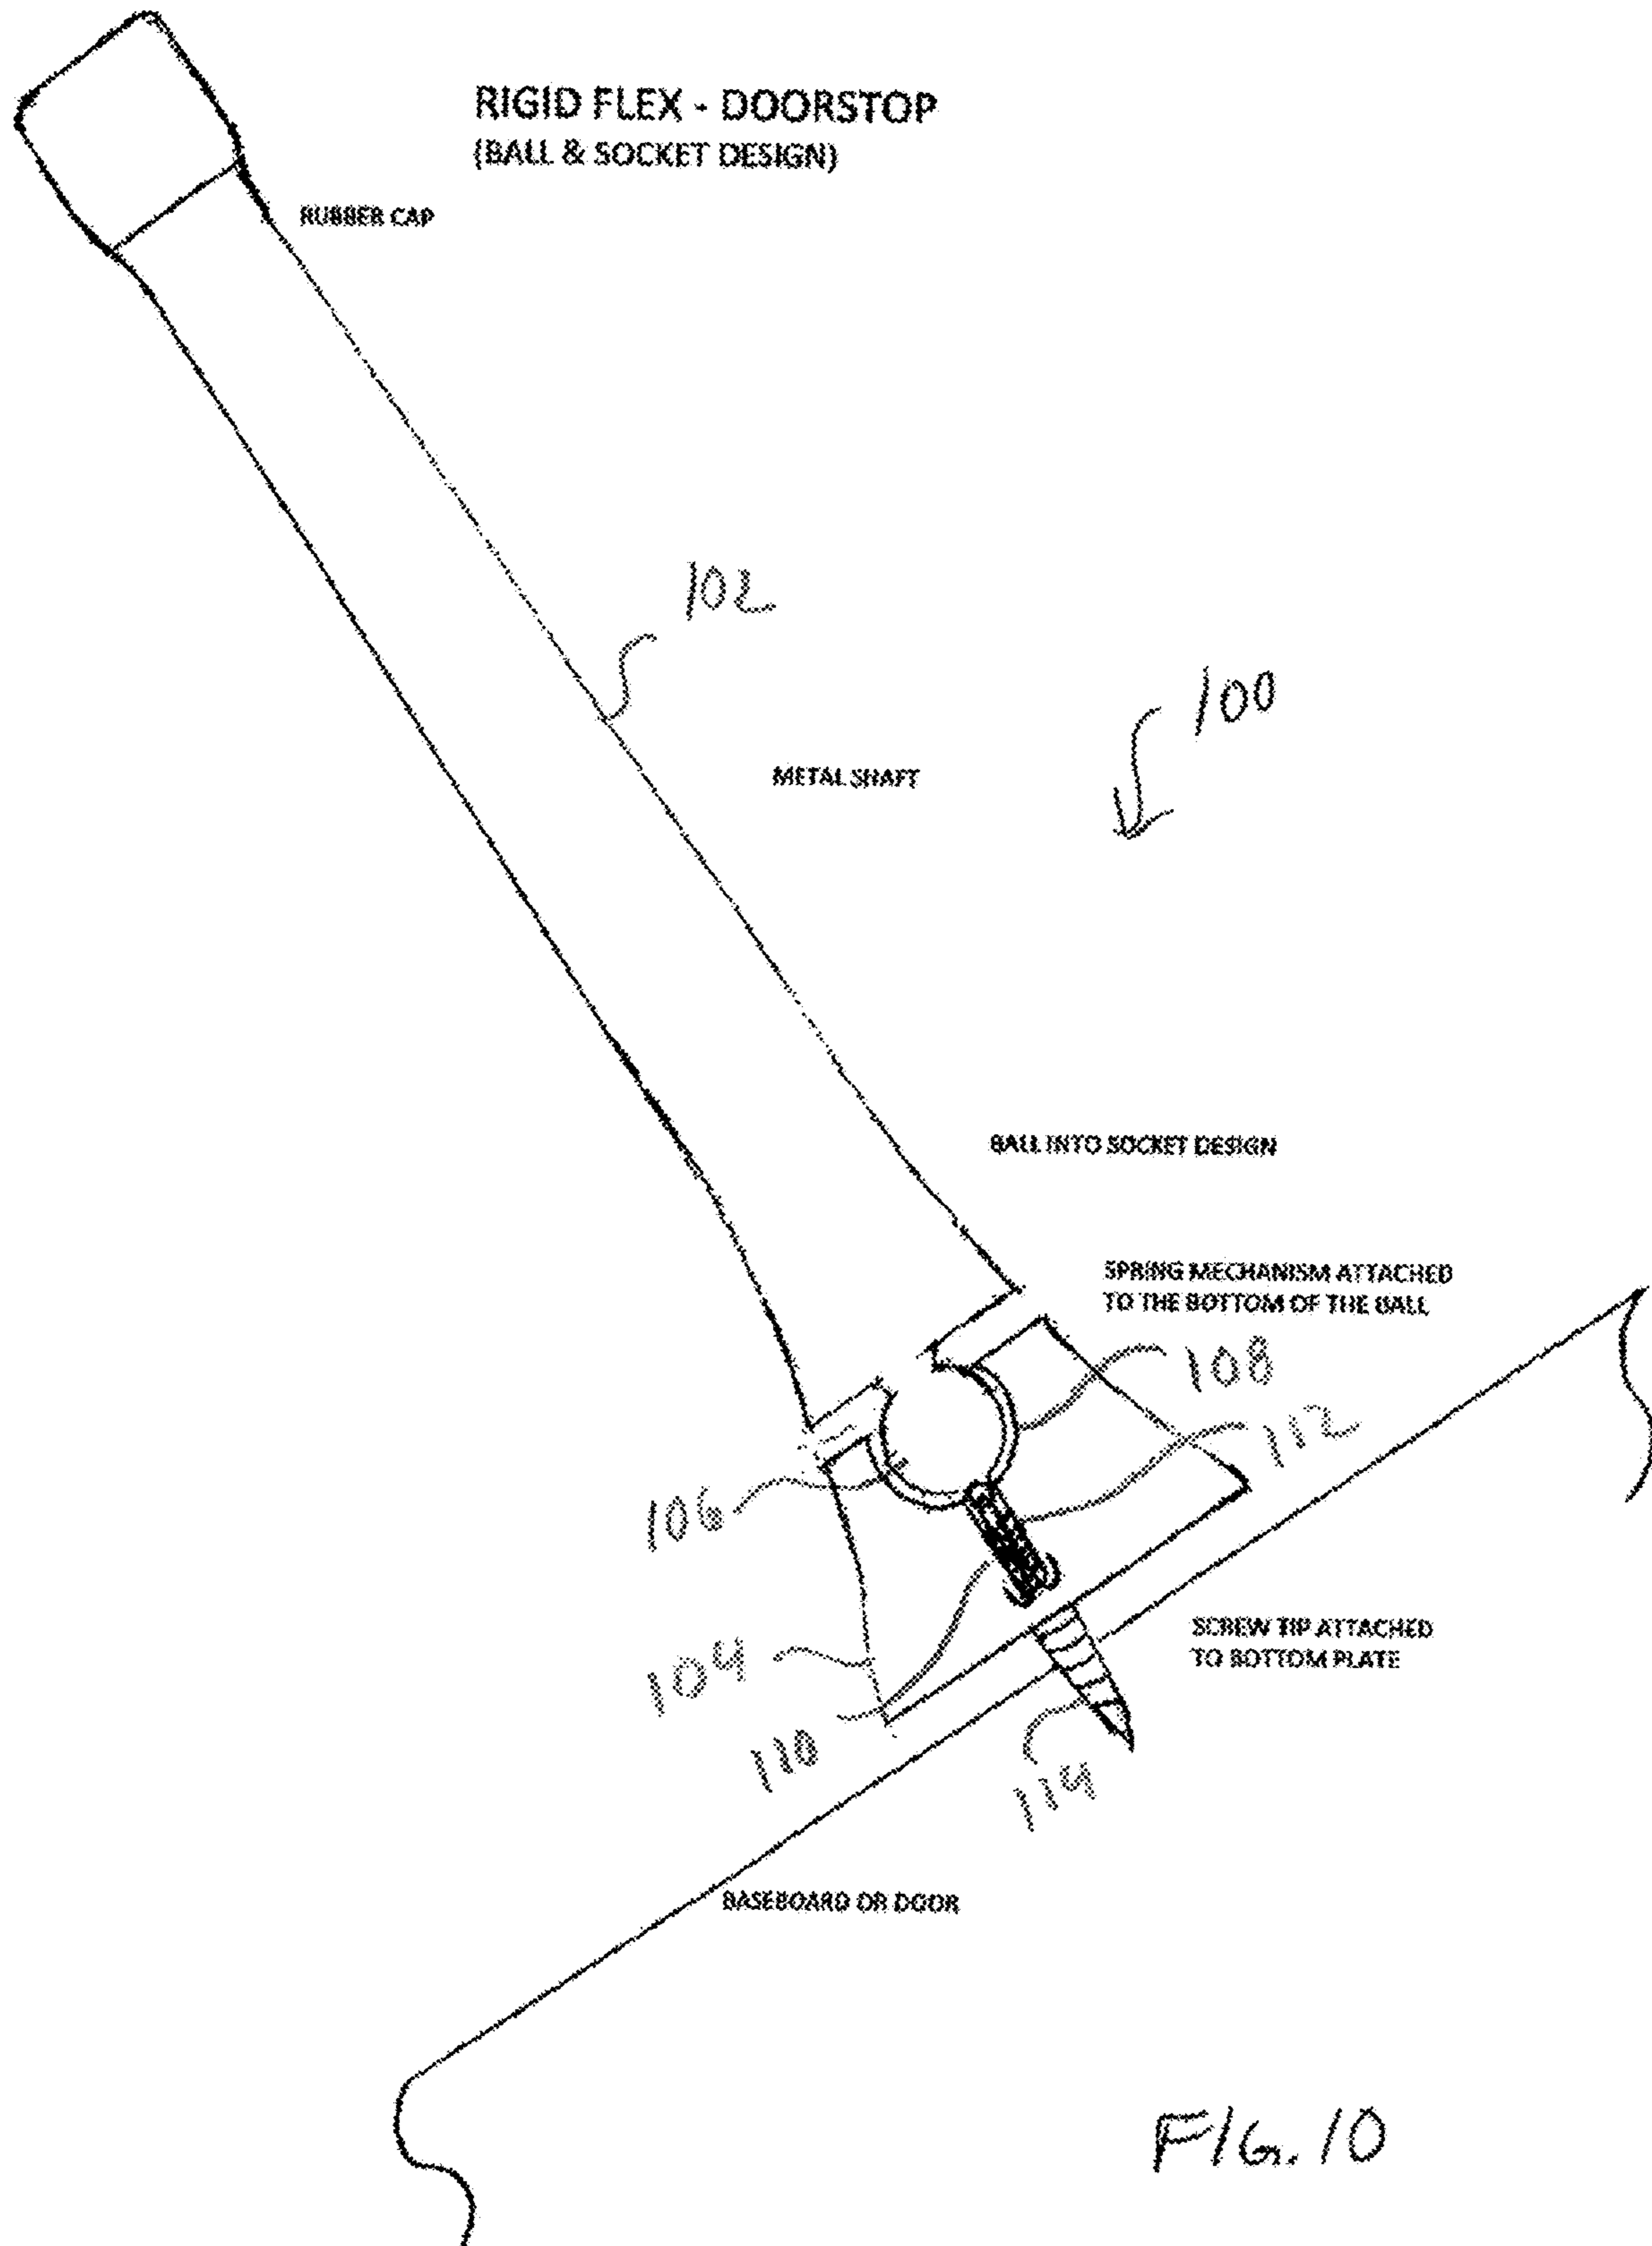 RIGID FLEX - DOORSTOP
(BALL & SOCKET DESIGN)
RUBBER CAP
102
100
METAL SHAFT
BALL INTO SOCKET DESIGN
SPRING MECHANISM ATTACHED
TO THE BOTTOM OF THE BALL
108
112
106
104
110
114
SCREW TIP ATTACHED
TO BOTTOM PLATE
BASEBOARD OR DOOR
FIG. 10